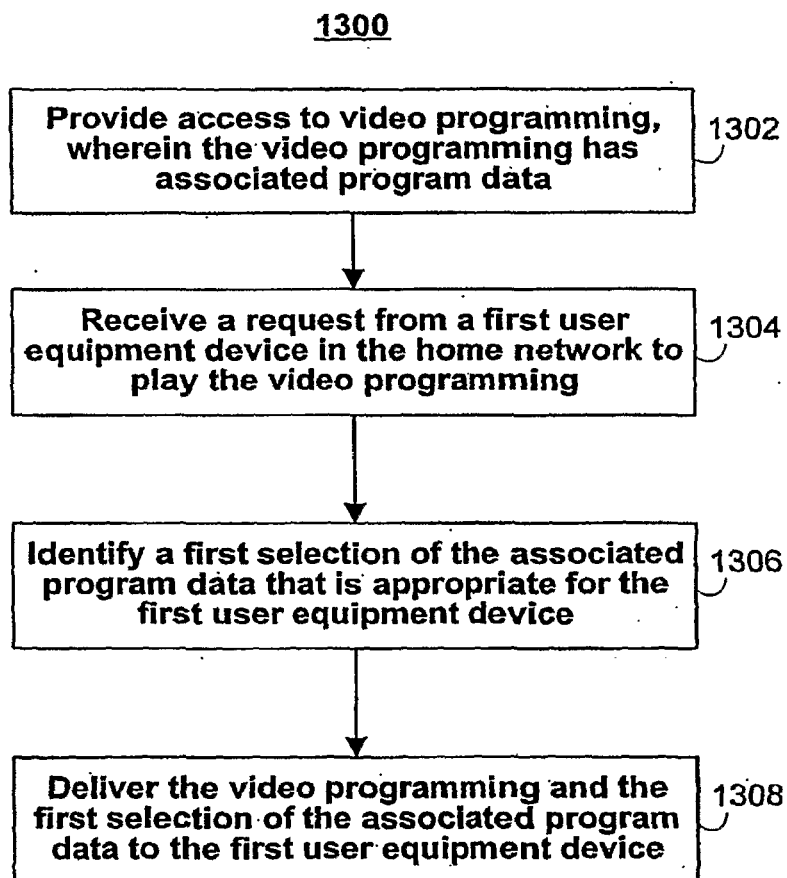 1300
Provide access to video programming,
wherein the video programming has
associated program data
1302
Receive a request from a first user
equipment device in the home network to
play the video programming
1304
Identify a first selection of the associated
program data that is appropriate for the
first user equipment device
1306
Deliver the video programming and the
first selection of the associated program
data to the first user equipment device
1308